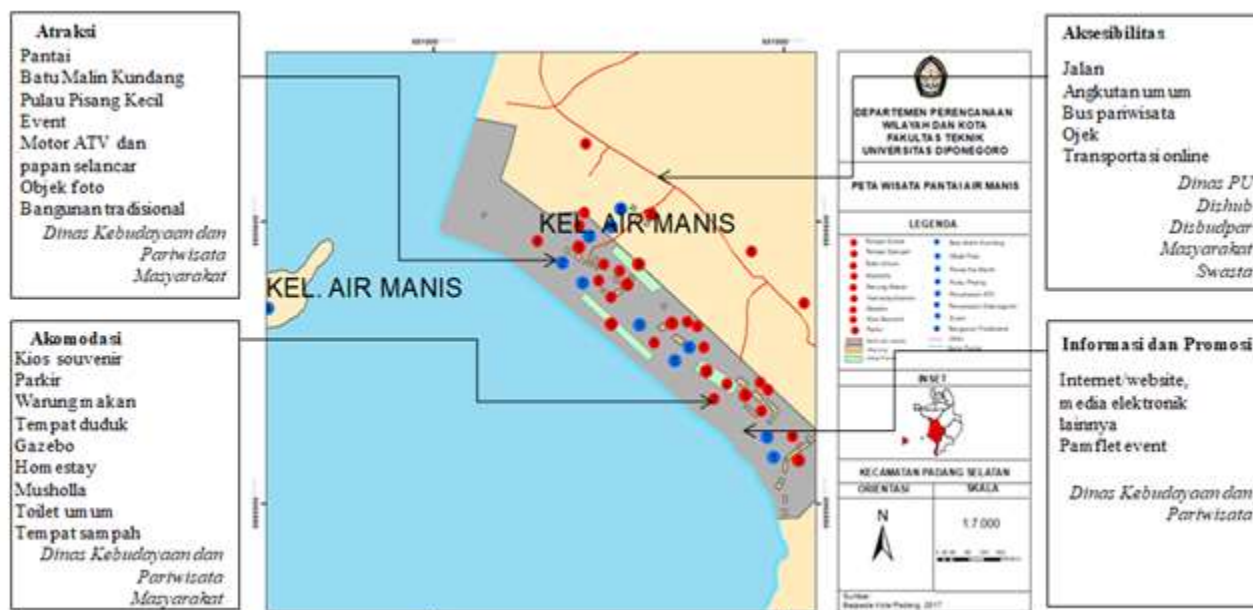 Atraksi
Pantai
Batu Malin Kundang
Pulau Pisang Kecil
Event
Motor ATV dan
papan selancar
Objek foto
Bangunan tradisional
Dinas Kebudayaan dan
Pariwisata
Masyarakat
Akomodasi
Kios souvenir
Parkir
Warung makan
Tempat duduk
Gazebo
Homestay
Musholla
Toilet umum
Tempat sampah
Dinas Kebudayaan dan
Pariwisata
Masyarakat
KEL. AIR MANIS
KEL. AIR MANIS
DEPARTEMEN PERENCANAAN
WILAYAH DAN KOTA
FAKULTAS TEKNIK
UNIVERSITAS DIPONEGORO
PETA WISATA PANTAI AIR MANIS
LEGENDA
INSET
KECAMATAN PADANG SELATAN
ORIENTASI
SKALA
N
1:7.000
Sumber:
Bappeda Kota Padang, 2017
Aksesibilitas
Jalan
Angkutan umum
Bus pariwisata
Ojek
Transportasi online
Dinas PU
Dishub
Disbudpar
Masyarakat
Swasta
Informasi dan Promosi
Internet/website,
media elektronik
lainnya
Pamflet event
Dinas Kebudayaan dan
Pariwisata